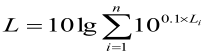 L = 10 lg ∑_{i=1}^{n} 10^{0.1×L_i}